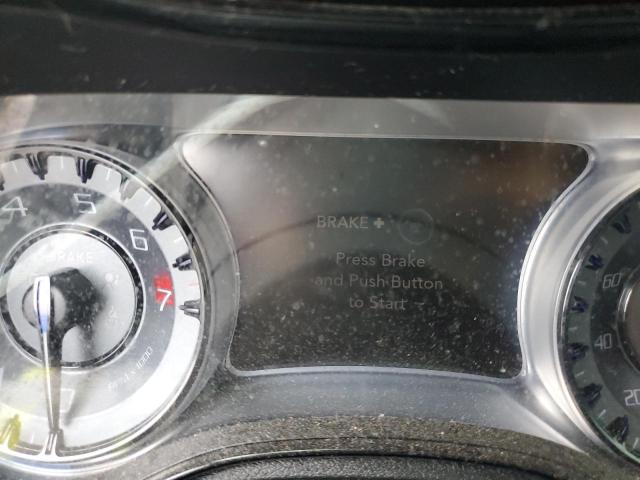 BRAKE +
Press Brake
and Push Button
to Start
4
5
6
7
BRAKE
RPM x 1000
60
40
20